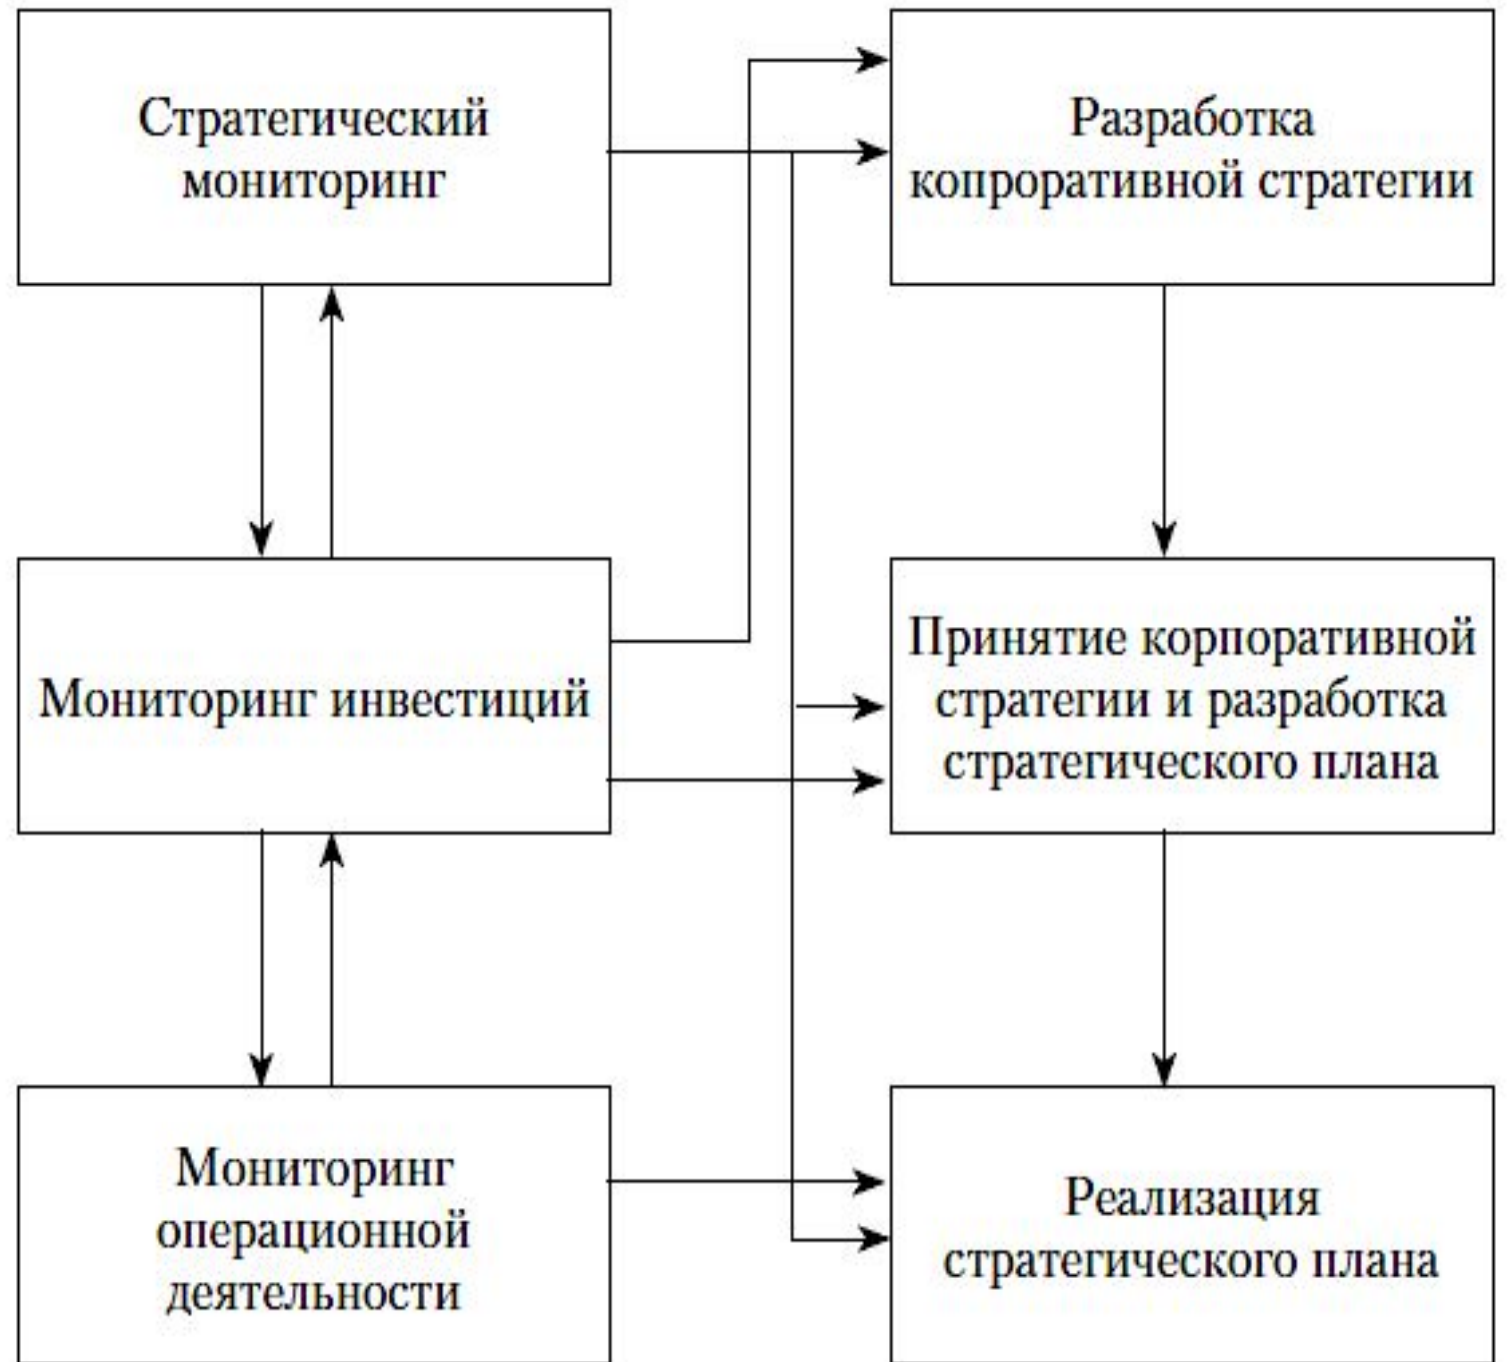 Стратегический
мониторинг
Разработка
копроративной стратегии
Мониторинг инвестиций
Принятие корпоративной
стратегии и разработка
стратегического плана
Мониторинг
операционной
деятельности
Реализация
стратегического плана